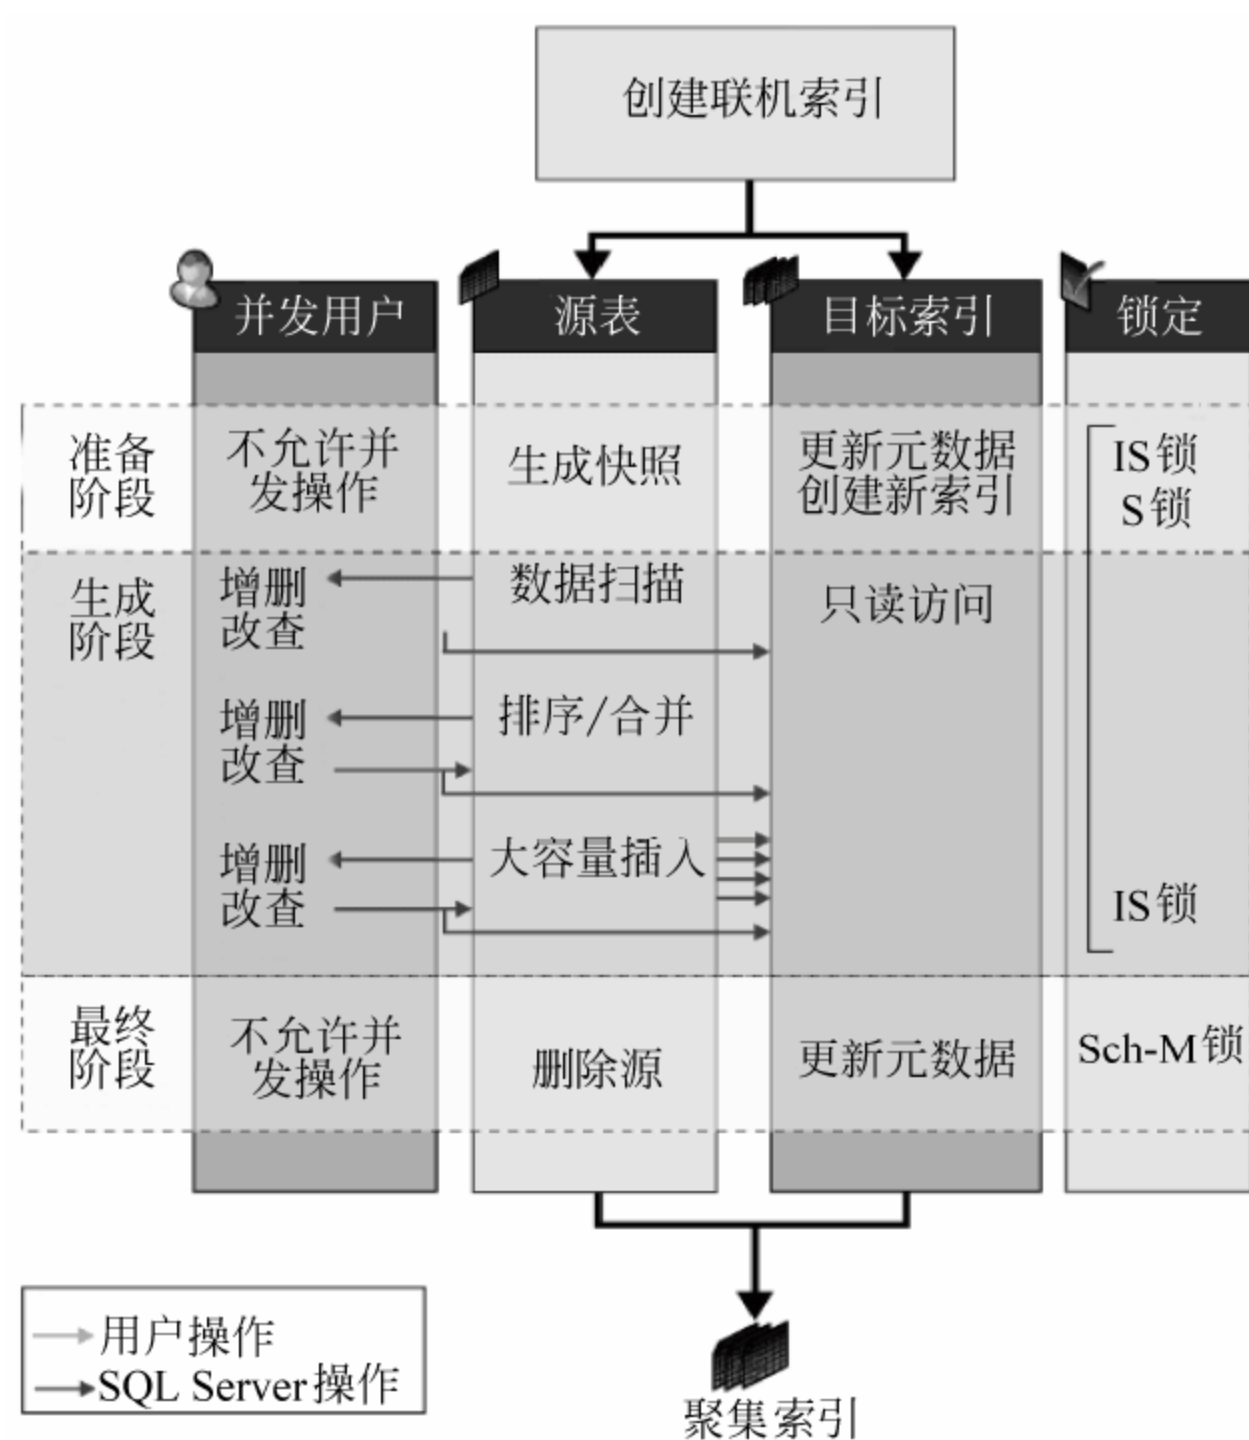 创建联机索引
并发用户
源表
目标索引
锁定
准备
阶段
不允许并
发操作
生成快照
更新元数据
创建新索引
IS锁
S锁
生成
阶段
增删
改查
数据扫描
只读访问
增删
改查
排序/合并
增删
改查
大容量插入
IS锁
最终
阶段
不允许并
发操作
删除源
更新元数据
Sch-M锁
用户操作
SQL Server操作
聚集索引